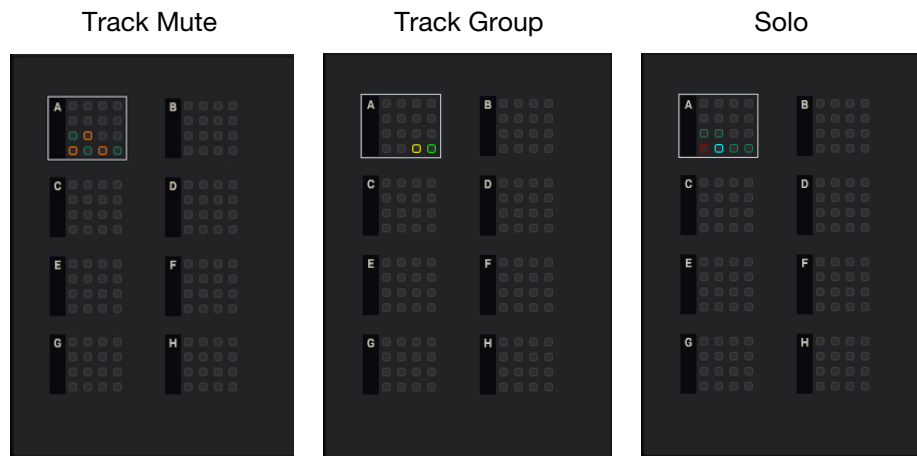 Track Mute Track Group Solo
A B A B A B
C D C D C D
E F E F E F
G H G H G H